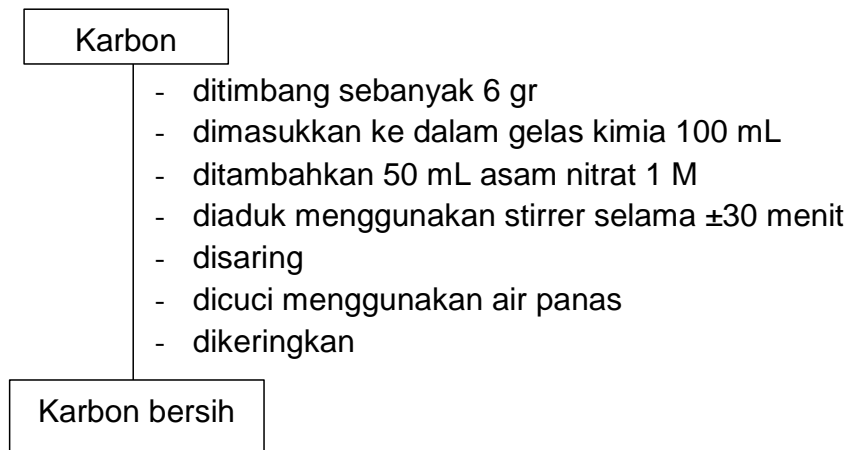 Karbon
- ditimbang sebanyak 6 gr
- dimasukkan ke dalam gelas kimia 100 mL
- ditambahkan 50 mL asam nitrat 1 M
- diaduk menggunakan stirrer selama ±30 menit
- disaring
- dicuci menggunakan air panas
- dikeringkan
Karbon bersih